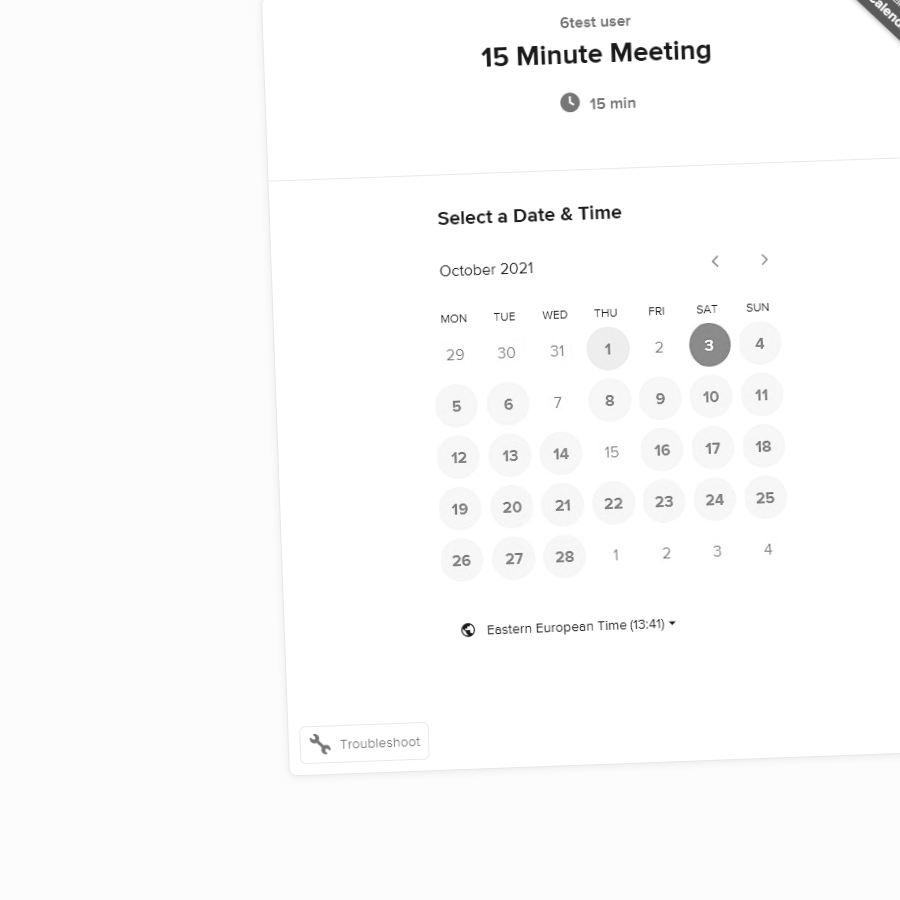 6test user
15 Minute Meeting
15 min
Select a Date & Time
October 2021
MON TUE WED THU FRI SAT SUN
29 30 31 1 2 3 4
5 6 7 8 9 10 11
12 13 14 15 16 17 18
19 20 21 22 23 24 25
26 27 28 1 2 3 4
Eastern European Time (13:41)
Troubleshoot